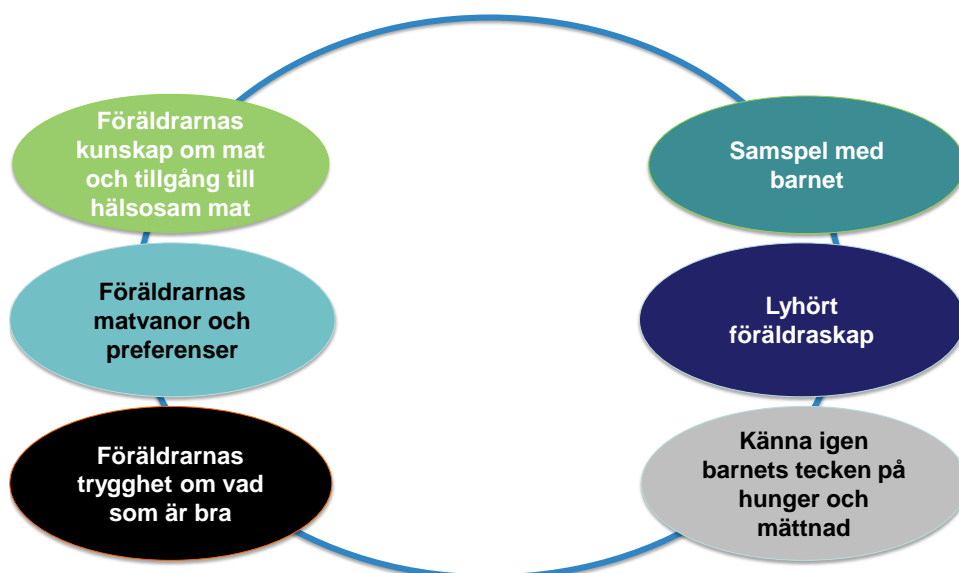 Föräldrarnas
kunskap om mat
och tillgång till
hälsosam mat
Samspel med
barnet
Föräldrarnas
matvanor och
preferenser
Lyhört
föräldraskap
Föräldrarnas
trygghet om vad
som är bra
Känna igen
barnets tecken på
hunger och
mättnad